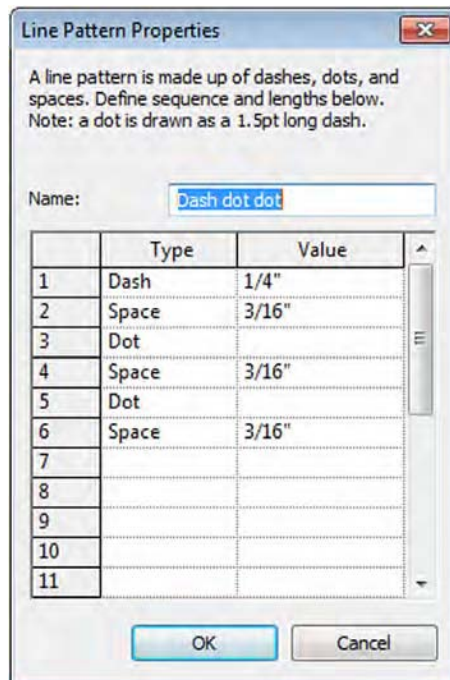 Line Pattern Properties
A line pattern is made up of dashes, dots, and
spaces. Define sequence and lengths below.
Note: a dot is drawn as a 1.5pt long dash.
Name: Dash dot dot
Type Value
1 Dash 1/4"
2 Space 3/16"
3 Dot
4 Space 3/16"
5 Dot
6 Space 3/16"
7
8
9
10
11
OK Cancel